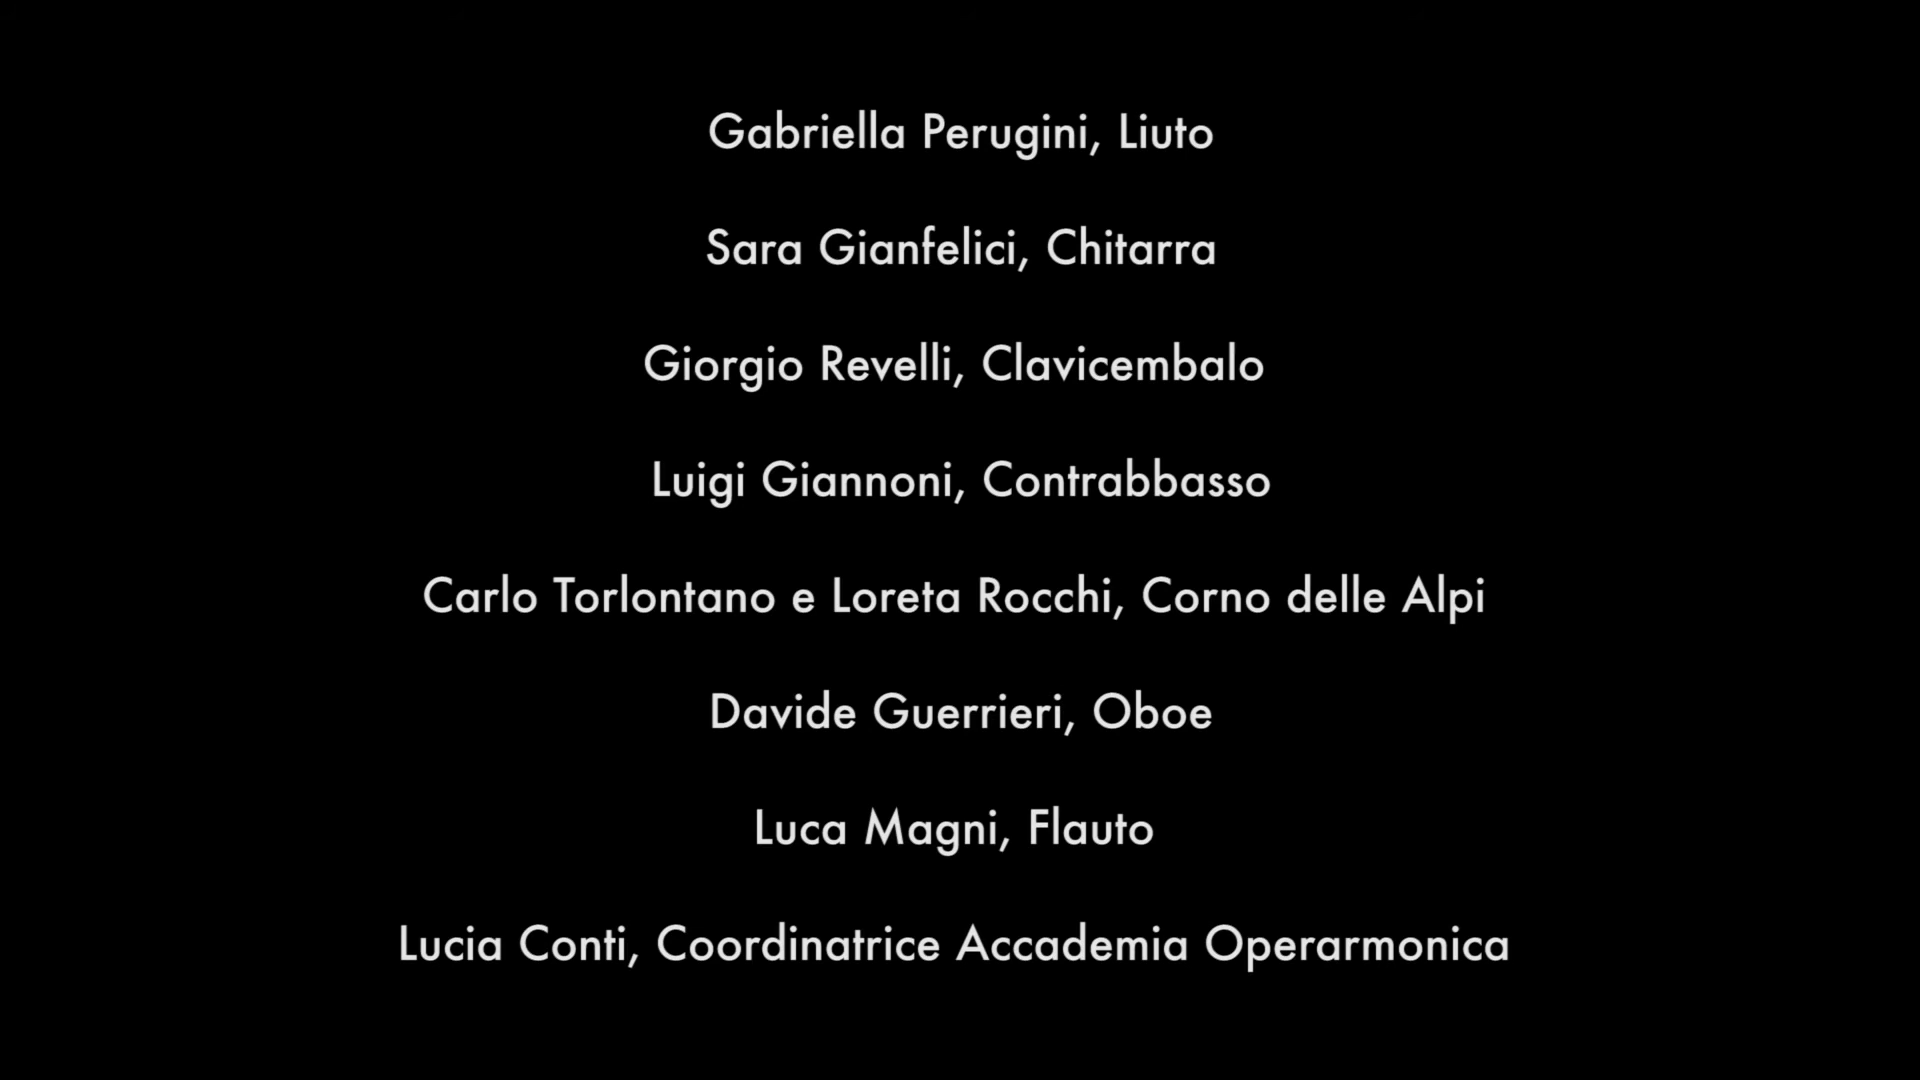 Gabriella Perugini, Liuto
Sara Gianfelici, Chitarra
Giorgio Revelli, Clavicembalo
Luigi Giannoni, Contrabbasso
Carlo Torlontano e Loreta Rocchi, Corno delle Alpi
Davide Guerrieri, Oboe
Luca Magni, Flauto
Lucia Conti, Coordinatrice Accademia Operarmonica